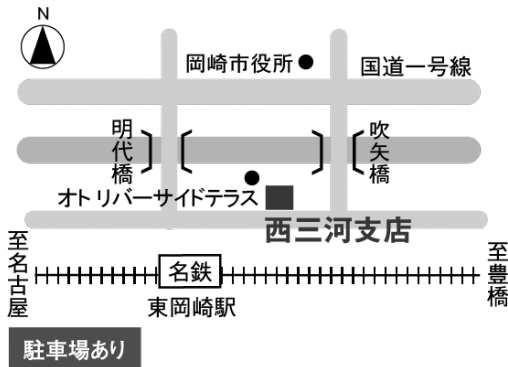 N
岡崎市役所
国道一号線
明代橋
吹矢橋
オトリバーサイドテラス
西三河支店
至名古屋
名鉄
東岡崎駅
至豊橋
駐車場あり